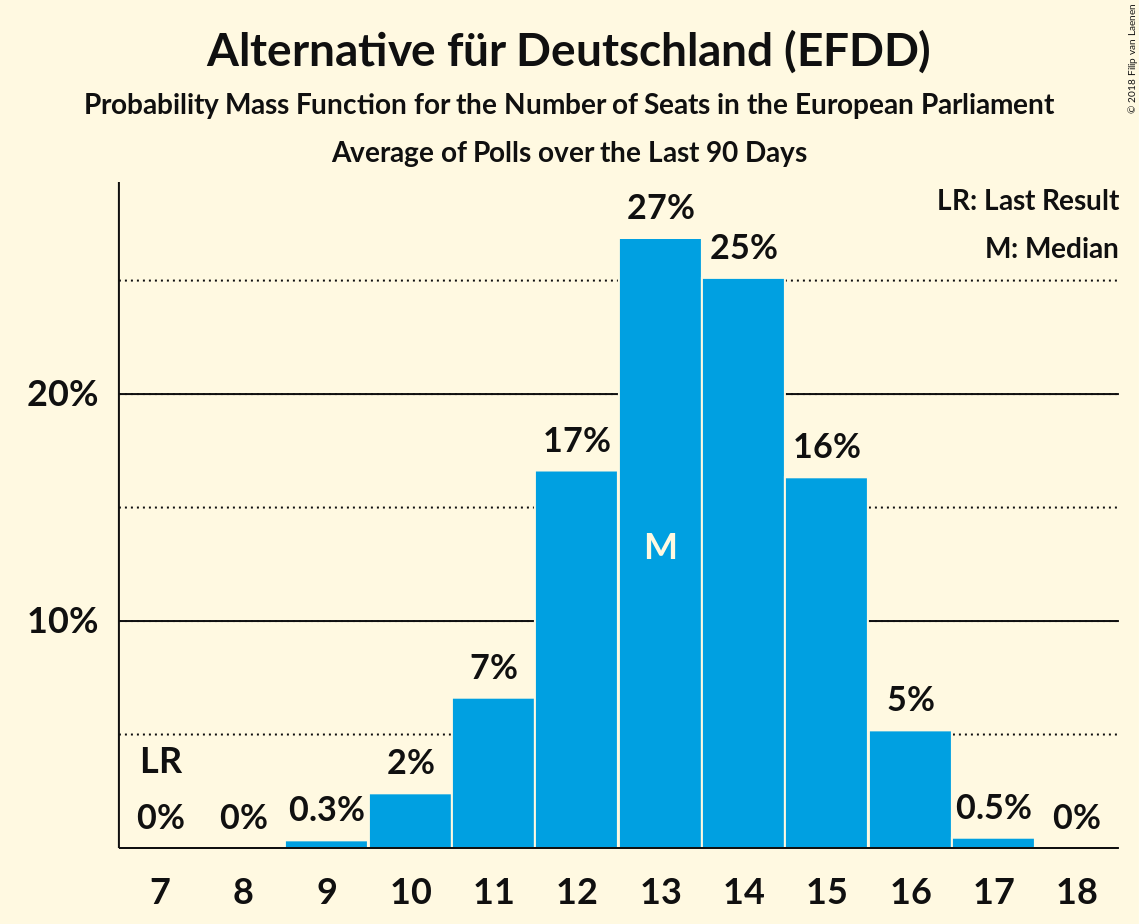 Alternative für Deutschland (EFDD)
Probability Mass Function for the Number of Seats in the European Parliament
Average of Polls over the Last 90 Days
© 2018 Filip van Laenen
LR: Last Result
M: Median
27%
25%
20%
17%
16%
M
10%
7%
5%
LR
2%
0%
0%
0.3%
0.5%
0%
7 8 9 10 11 12 13 14 15 16 17 18